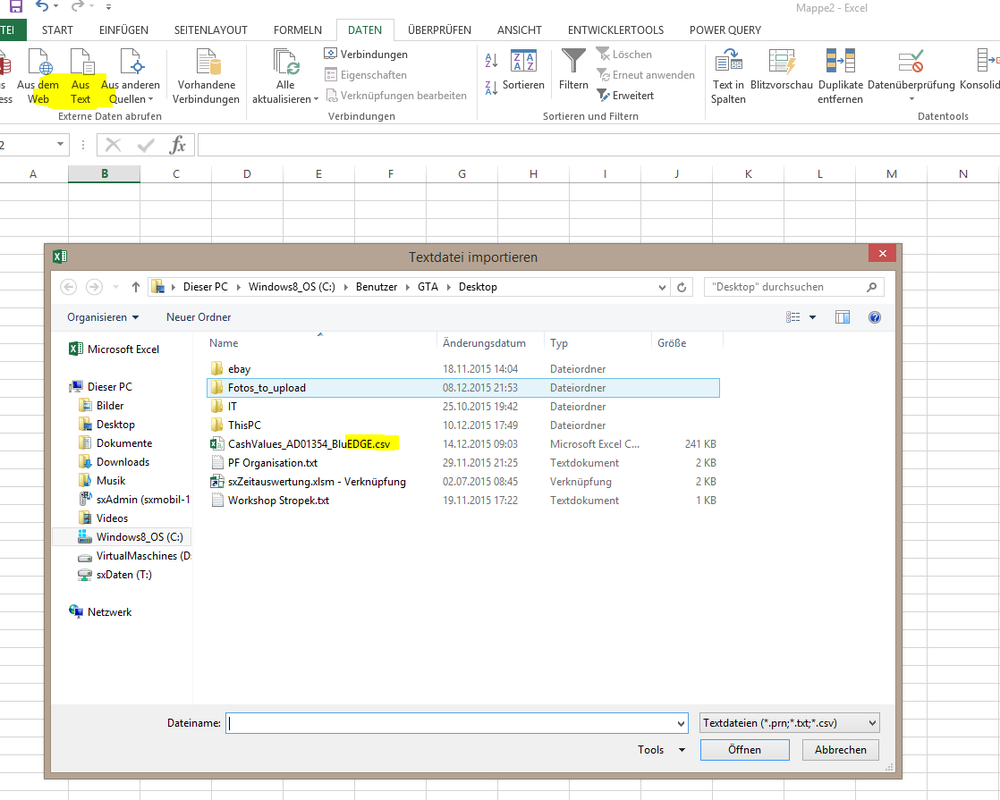 Mappe2 - Excel
TEI START EINFÜGEN SEITENLAYOUT FORMELN DATEN ÜBERPRÜFEN ANSICHT ENTWICKLERTOOLS POWER QUERY
us Aus dem Aus Aus anderen Vorhandene Alle Verbindungen Sortieren Filtern Löschen Text in Blitzvorschau Duplikate Datenüberprüfung Konsolid
ess Web Text Quellen Verbindungen aktualisieren Eigenschaften Erneut anwenden Spalten entfernen
Verknüpfungen bearbeiten Erweitert
Externe Daten abrufen Verbindungen Sortieren und Filtern Datentools
2 fx
A B C D E F G H I J K L M N
Textdatei importieren
Dieser PC Windows8_OS (C:) Benutzer GTA Desktop "Desktop" durchsuchen
Organisieren Neuer Ordner
Microsoft Excel
Dieser PC
Bilder
Desktop
Dokumente
Downloads
Musik
sxAdmin (sxmobil-1
Videos
Windows8_OS (C:)
VirtualMaschines (D:
sxDaten (T:)
Netzwerk
Name Änderungsdatum Typ Größe
ebay 18.11.2015 14:04 Dateiordner
Fotos_to_upload 08.12.2015 21:53 Dateiordner
IT 25.10.2015 19:42 Dateiordner
ThisPC 10.12.2015 17:49 Dateiordner
CashValues_AD01354_BluEDGE.csv 14.12.2015 09:03 Microsoft Excel C... 241 KB
PF Organisation.txt 29.11.2015 21:25 Textdokument 2 KB
sxZeitauswertung.xlsm - Verknüpfung 02.07.2015 08:45 Verknüpfung 2 KB
Workshop Stropek.txt 19.11.2015 17:22 Textdokument 1 KB
Dateiname: Textdateien (*.prn;*.txt;*.csv)
Tools Öffnen Abbrechen